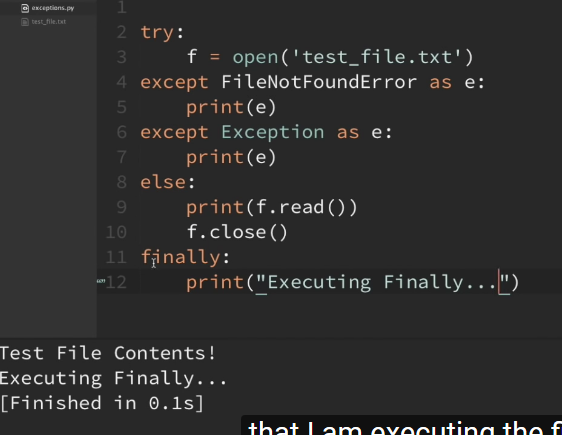 exceptions.py
test_file.txt
1
2 try:
3     f = open('test_file.txt')
4 except FileNotFoundError as e:
5     print(e)
6 except Exception as e:
7     print(e)
8 else:
9     print(f.read())
10     f.close()
11 finally:
12     print("Executing Finally...")
Test File Contents!
Executing Finally...
[Finished in 0.1s]
that I am executing the f